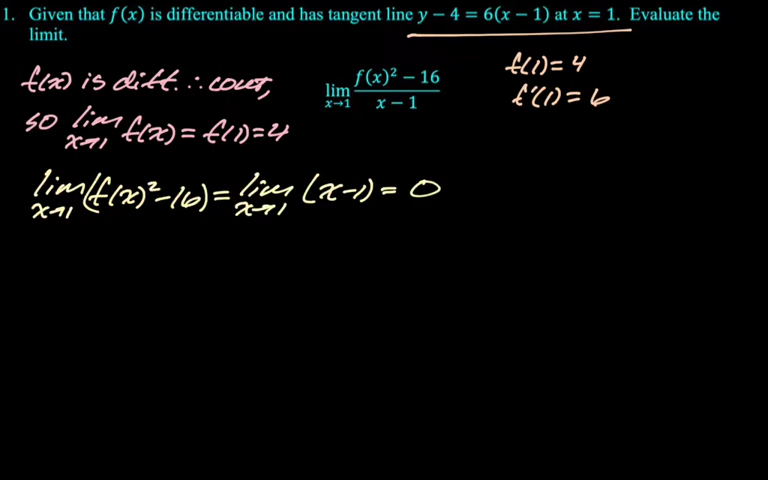 1. Given that f(x) is differentiable and has tangent line y − 4 = 6(x − 1) at x = 1. Evaluate the
limit.
lim x→1 f(x)² − 16 / x − 1
f(1) = 4
f'(1) = 6
f(x) is diff. ∴ cont,
so lim x→1 f(x) = f(1) = 4
lim x→1 (f(x)² − 16) = lim x→1 (x − 1) = 0